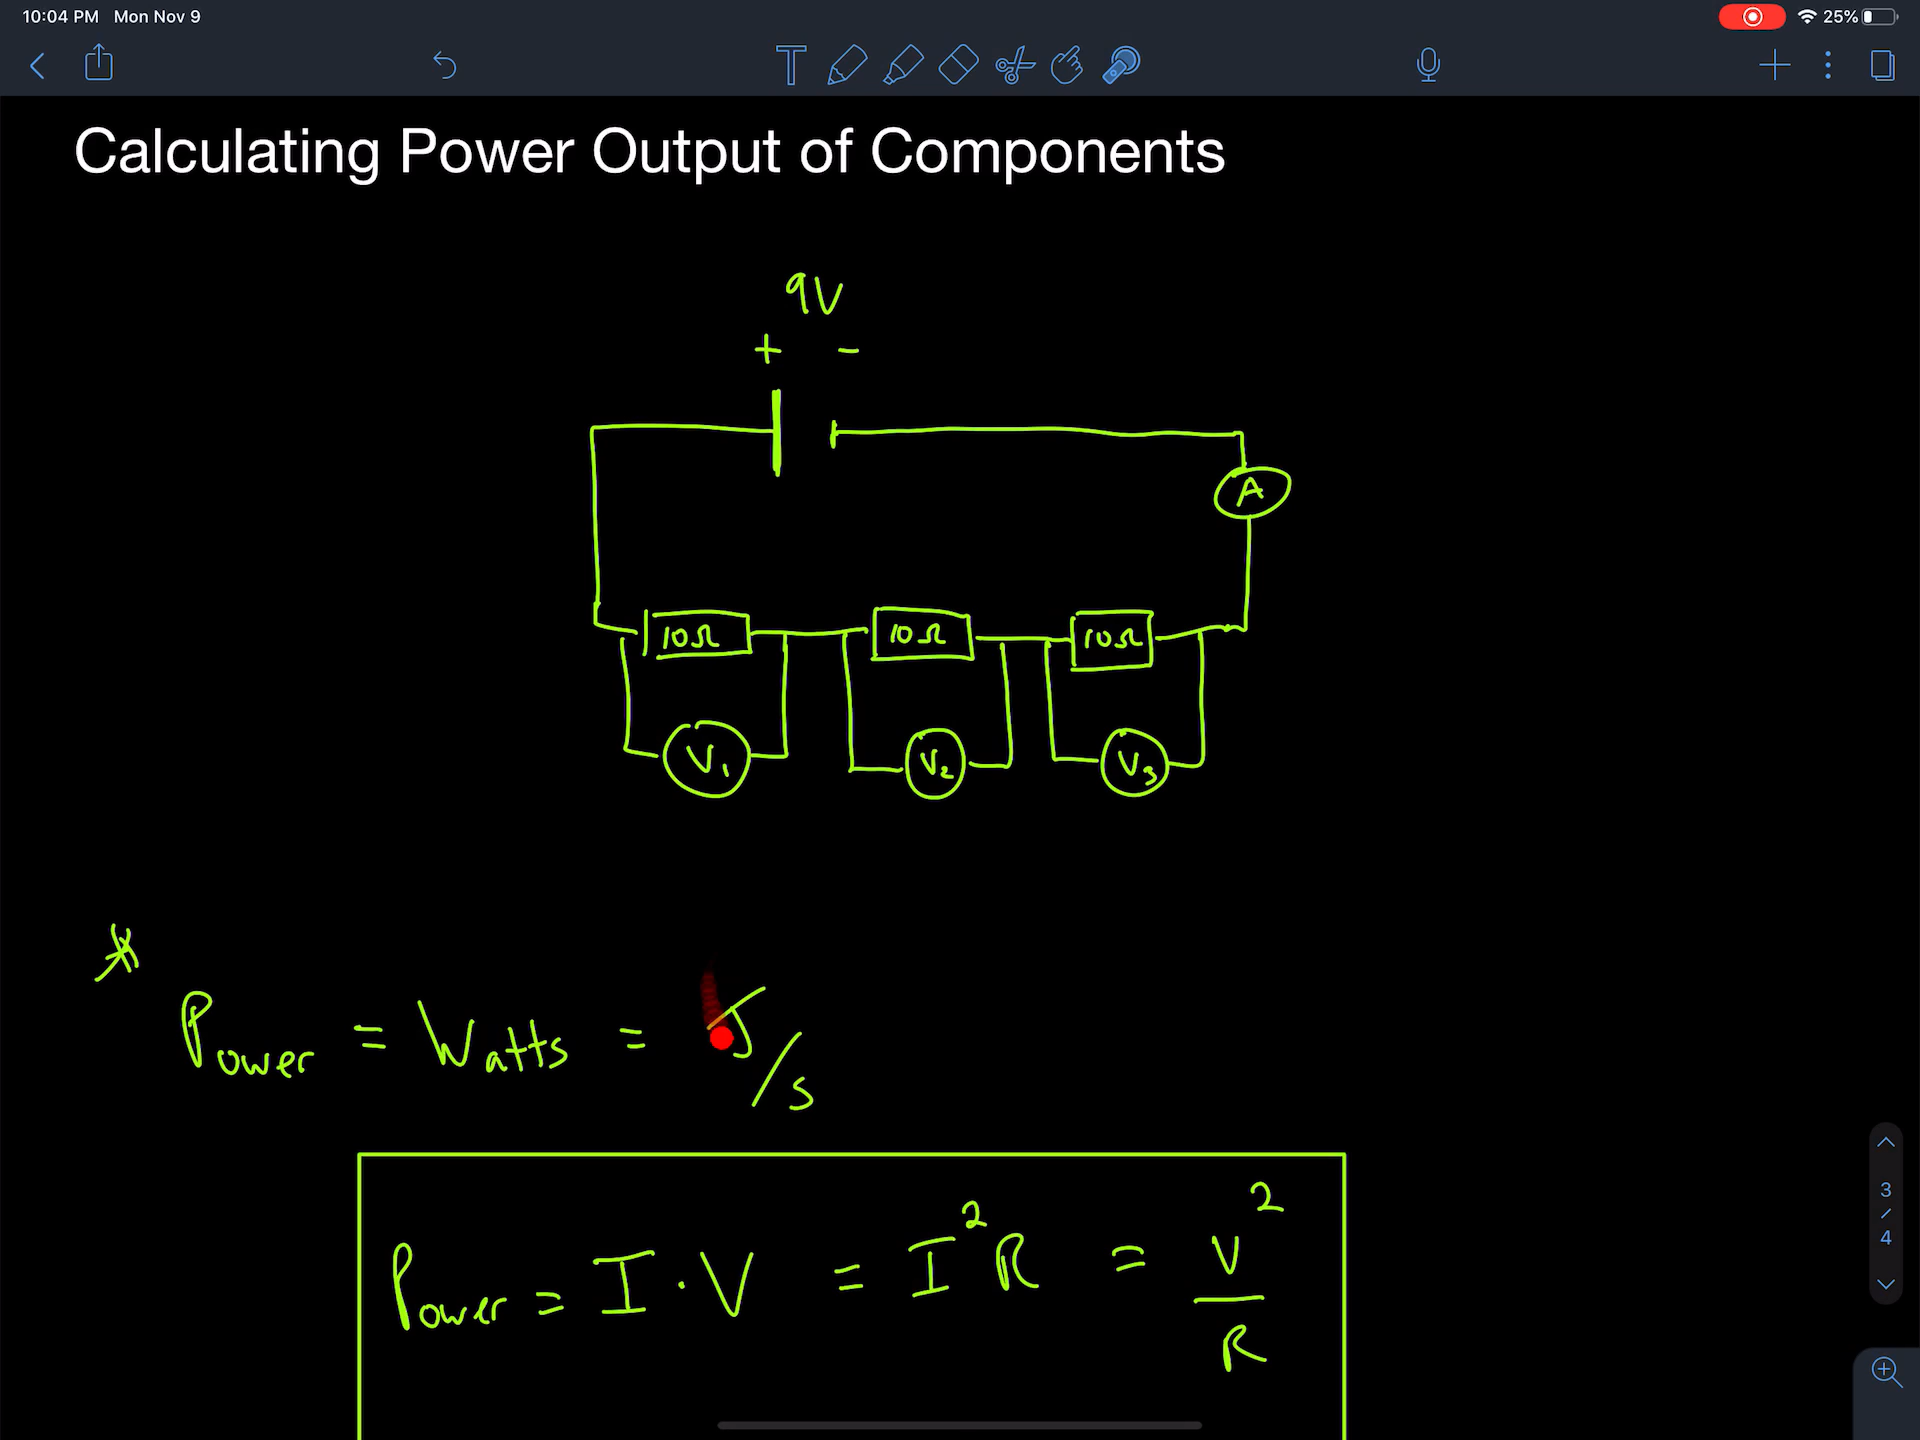 10:04 PM Mon Nov 9 25%
Calculating Power Output of Components
9V
+ -
A
10Ω 10Ω 10Ω
V1 V2 V3
*
Power = Watts = J/s
Power = I · V = I²R = V²/R
3
/
4